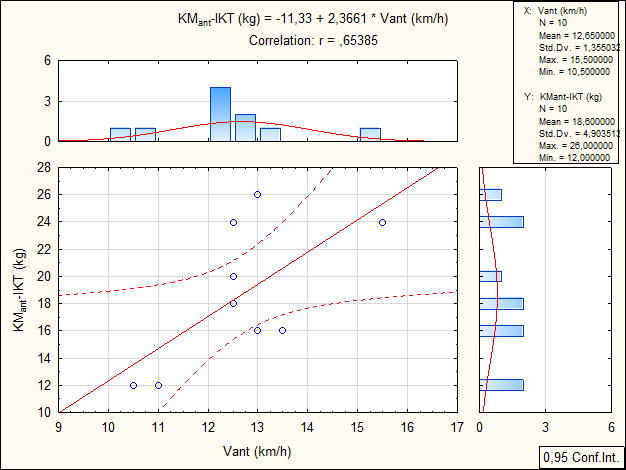 KMant-IKT (kg) = -11,33 + 2,3661 * Vant (km/h)
Correlation: r = ,65385
X: Vant (km/h)
N = 10
Mean = 12,650000
Std.Dv. = 1,355032
Max. = 15,500000
Min. = 10,500000
Y: KMant-IKT (kg)
N = 10
Mean = 18,600000
Std.Dv. = 4,903513
Max. = 26,000000
Min. = 12,000000
6
3
0
28
26
24
22
20
18
16
14
12
10
KMant-IKT (kg)
9 10 11 12 13 14 15 16 17
Vant (km/h)
0 3 6
0,95 Conf.Int.